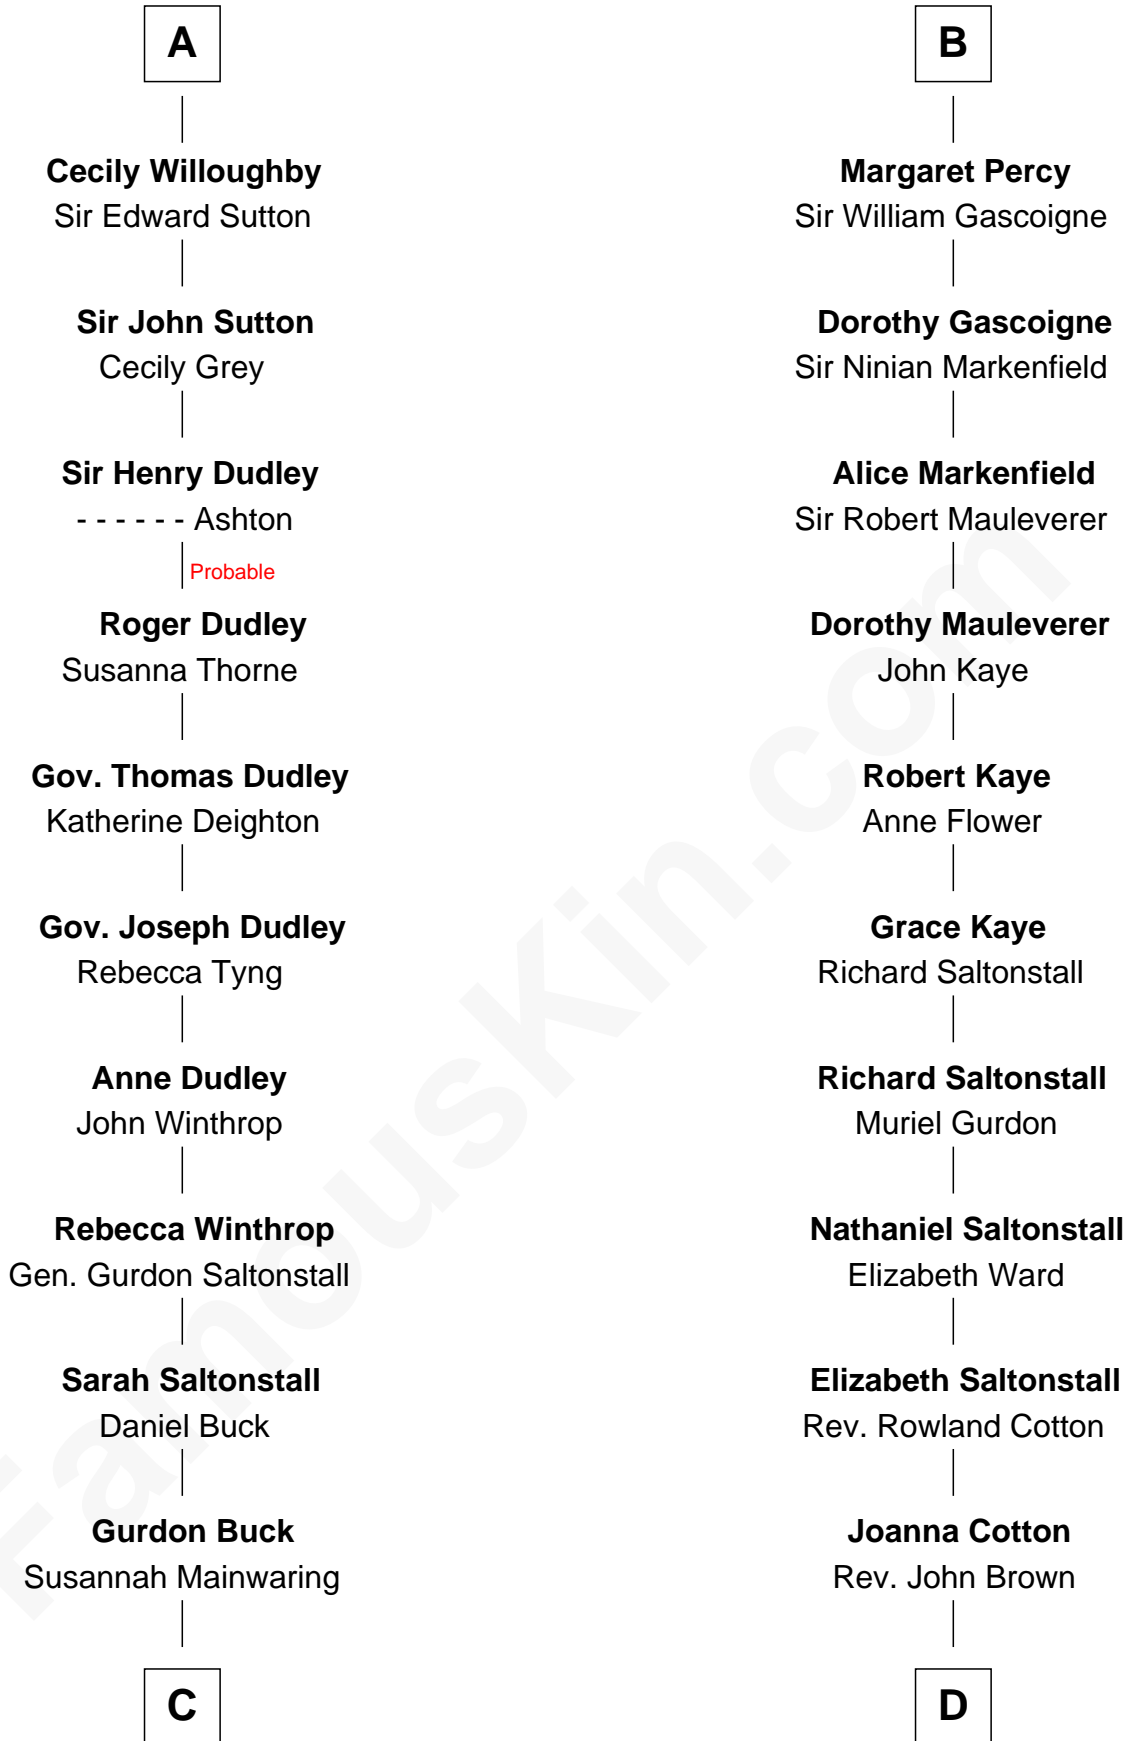 A
Cecily Willoughby
Sir Edward Sutton
Sir John Sutton
Cecily Grey
Sir Henry Dudley
- - - - - - Ashton
Probable
Roger Dudley
Susanna Thorne
Gov. Thomas Dudley
Katherine Deighton
Gov. Joseph Dudley
Rebecca Tyng
Anne Dudley
John Winthrop
Rebecca Winthrop
Gen. Gurdon Saltonstall
Sarah Saltonstall
Daniel Buck
Gurdon Buck
Susannah Mainwaring
C
B
Margaret Percy
Sir William Gascoigne
Dorothy Gascoigne
Sir Ninian Markenfield
Alice Markenfield
Sir Robert Mauleverer
Dorothy Mauleverer
John Kaye
Robert Kaye
Anne Flower
Grace Kaye
Richard Saltonstall
Richard Saltonstall
Muriel Gurdon
Nathaniel Saltonstall
Elizabeth Ward
Elizabeth Saltonstall
Rev. Rowland Cotton
Joanna Cotton
Rev. John Brown
D
FamousKin.com